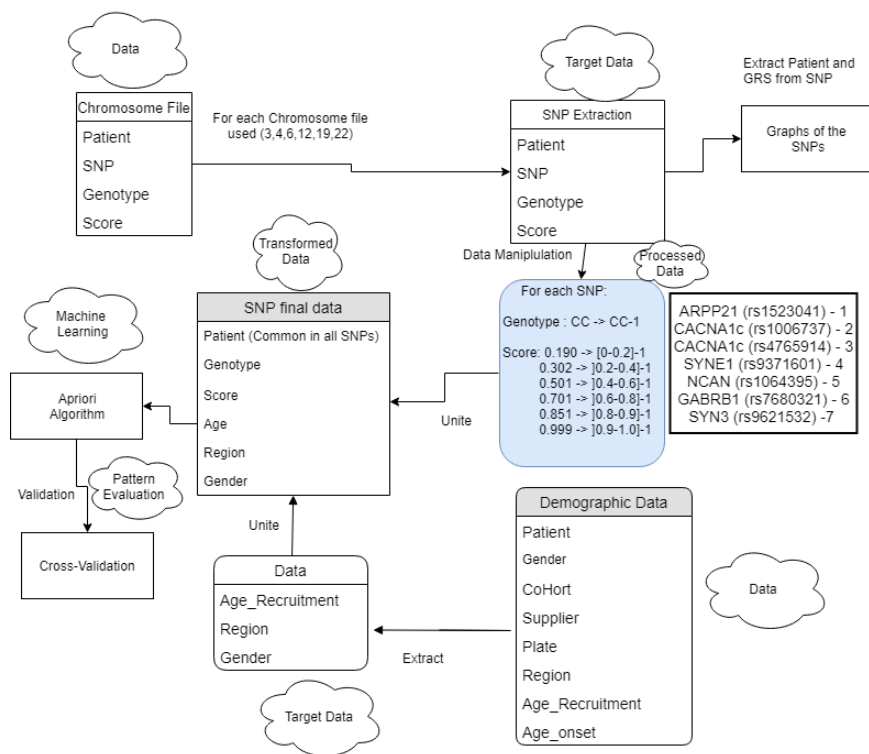 Data
Target Data
Extract Patient and
GRS from SNP
Chromosome File
Patient
SNP
Genotype
Score
For each Chromosome file
used (3,4,6,12,19,22)
SNP Extraction
Patient
SNP
Genotype
Score
Graphs of the
SNPs
Data Maniplulation
Processed
Data
Transformed
Data
For each SNP:
Genotype : CC -> CC-1
Score: 0.190 -> [0-0.2]-1
0.302 -> ]0.2-0.4]-1
0.501 -> ]0.4-0.6]-1
0.701 -> ]0.6-0.8]-1
0.851 -> ]0.8-0.9]-1
0.999 -> ]0.9-1.0]-1
ARPP21 (rs1523041) - 1
CACNA1c (rs1006737) - 2
CACNA1c (rs4765914) - 3
SYNE1 (rs9371601) - 4
NCAN (rs1064395) - 5
GABRB1 (rs7680321) - 6
SYN3 (rs9621532) -7
Unite
SNP final data
Patient (Common in all SNPs)
Genotype
Score
Age
Region
Gender
Machine
Learning
Apriori
Algorithm
Validation
Pattern
Evaluation
Cross-Validation
Unite
Data
Age_Recruitment
Region
Gender
Target Data
Extract
Demographic Data
Patient
Gender
CoHort
Supplier
Plate
Region
Age_Recruitment
Age_onset
Data